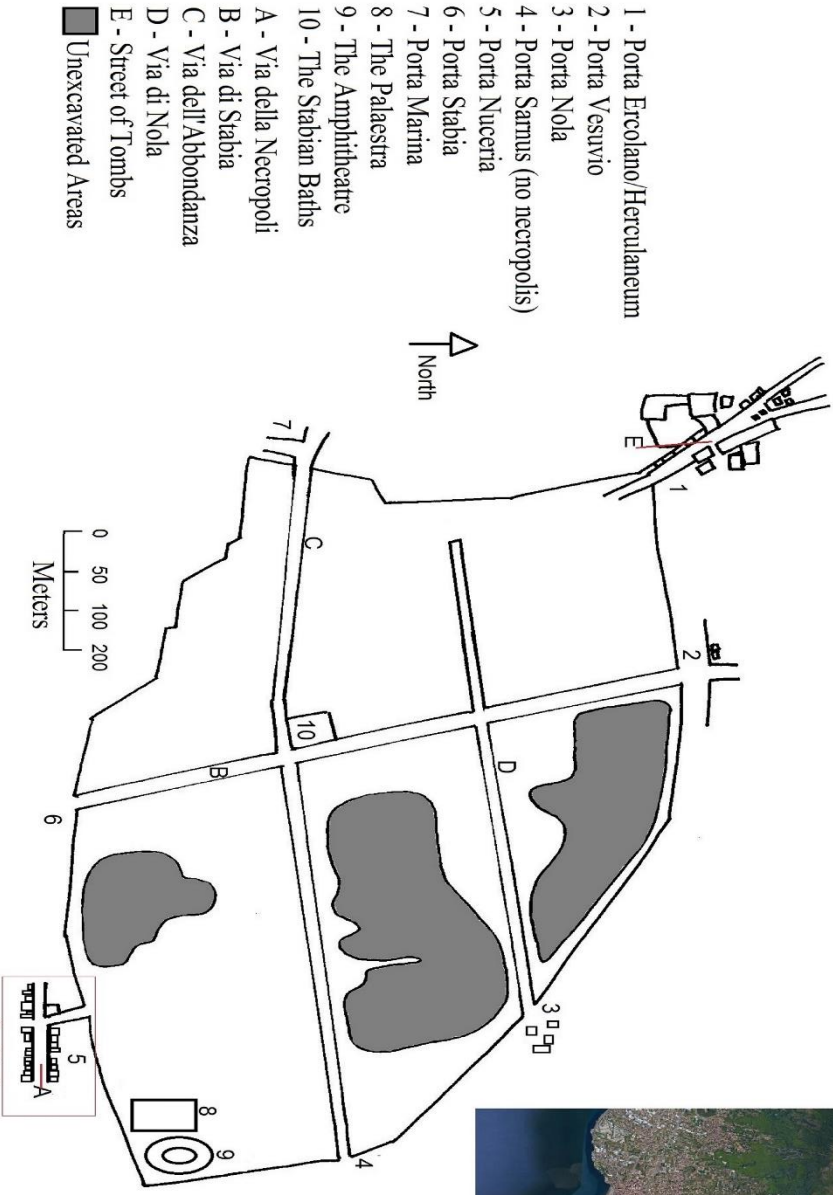 1 - Porta Ercolano/Herculaneum
2 - Porta Vesuvio
3 - Porta Nola
4 - Porta Sarnus (no necropolis)
5 - Porta Nuceria
6 - Porta Stabia
7 - Porta Marina
8 - The Palaestra
9 - The Amphitheatre
10 - The Stabian Baths
A - Via della Necropoli
B - Via di Stabia
C - Via dell'Abbondanza
D - Via di Nola
E - Street of Tombs
Unexcavated Areas
North
0 50 100 200
Meters
E
1
2
7
C
10
D
B
6
3
5
A
8
9
4